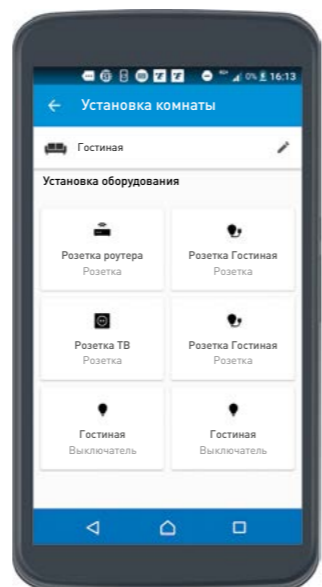 0% 16:13
Установка комнаты
Гостиная
Установка оборудования
Розетка роутера
Розетка
Розетка Гостиная
Розетка
Розетка ТВ
Розетка
Розетка Гостиная
Розетка
Гостиная
Выключатель
Гостиная
Выключатель